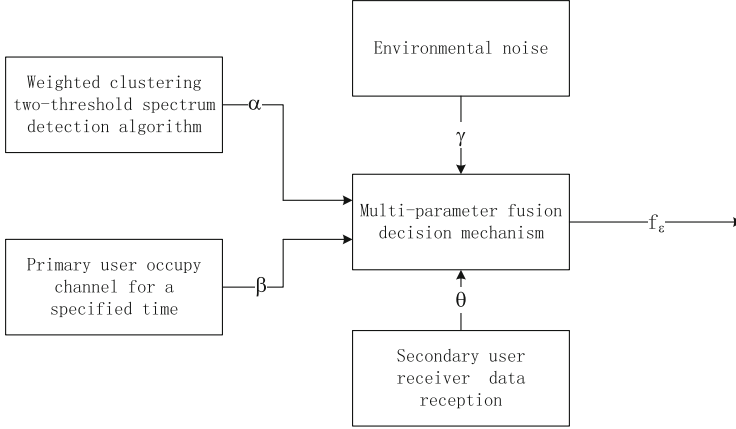 Environmental noise
Weighted clustering
two-threshold spectrum
detection algorithm
α
γ
Multi-parameter fusion
decision mechanism
fε
Primary user occupy
channel for a
specified time
β
θ
Secondary user
receiver data
reception